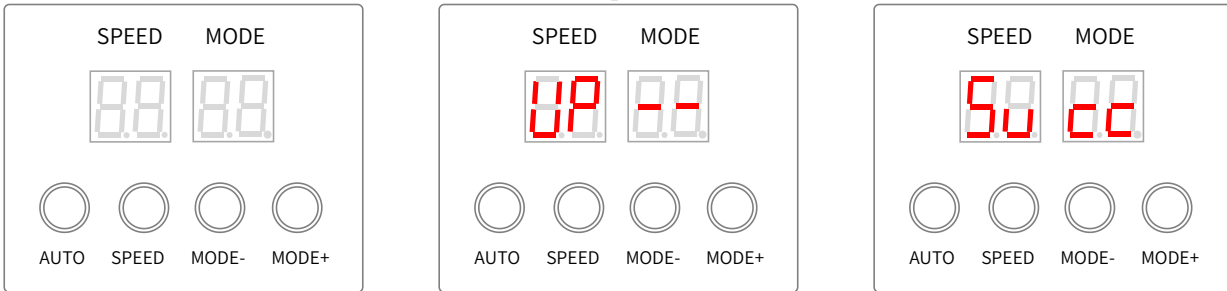 SPEED MODE
AUTO SPEED MODE- MODE+
SPEED MODE
UP --
AUTO SPEED MODE- MODE+
SPEED MODE
Su cc
AUTO SPEED MODE- MODE+